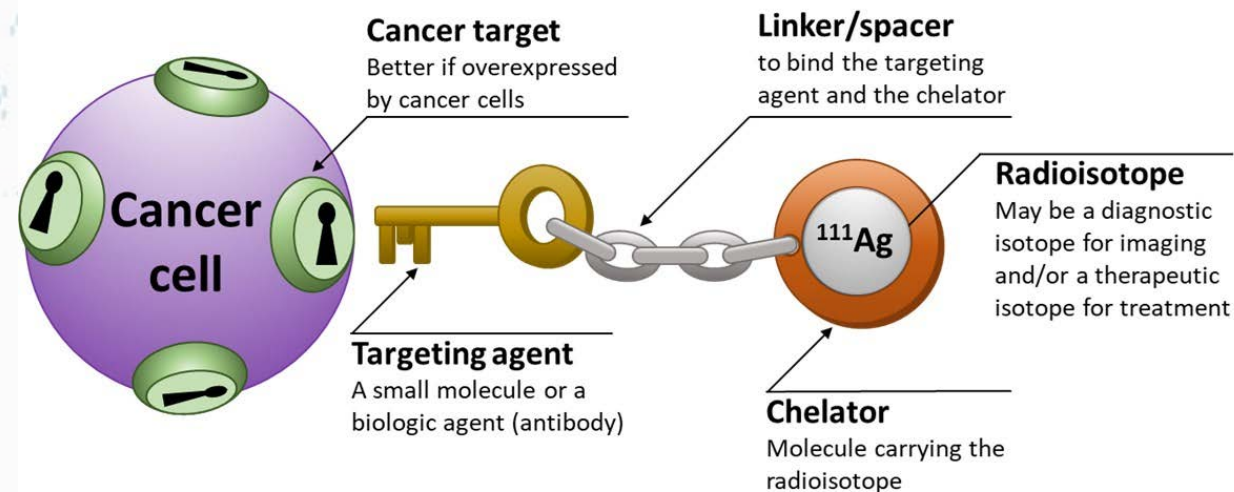 Cancer target
Better if overexpressed
by cancer cells
Linker/spacer
to bind the targeting
agent and the chelator
Radioisotope
May be a diagnostic
isotope for imaging
and/or a therapeutic
isotope for treatment
Cancer
cell
¹¹¹Ag
Targeting agent
A small molecule or a
biologic agent (antibody)
Chelator
Molecule carrying the
radioisotope